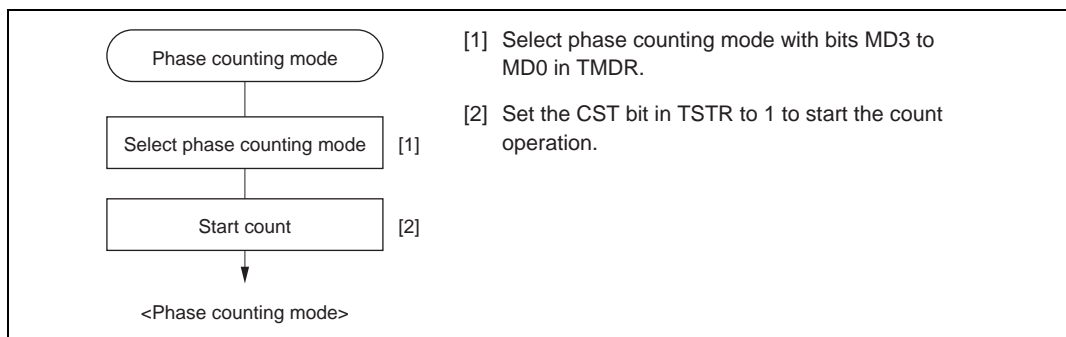 Phase counting mode
Select phase counting mode
[1]
Start count
[2]
<Phase counting mode>
[1] Select phase counting mode with bits MD3 to
MD0 in TMDR.
[2] Set the CST bit in TSTR to 1 to start the count
operation.